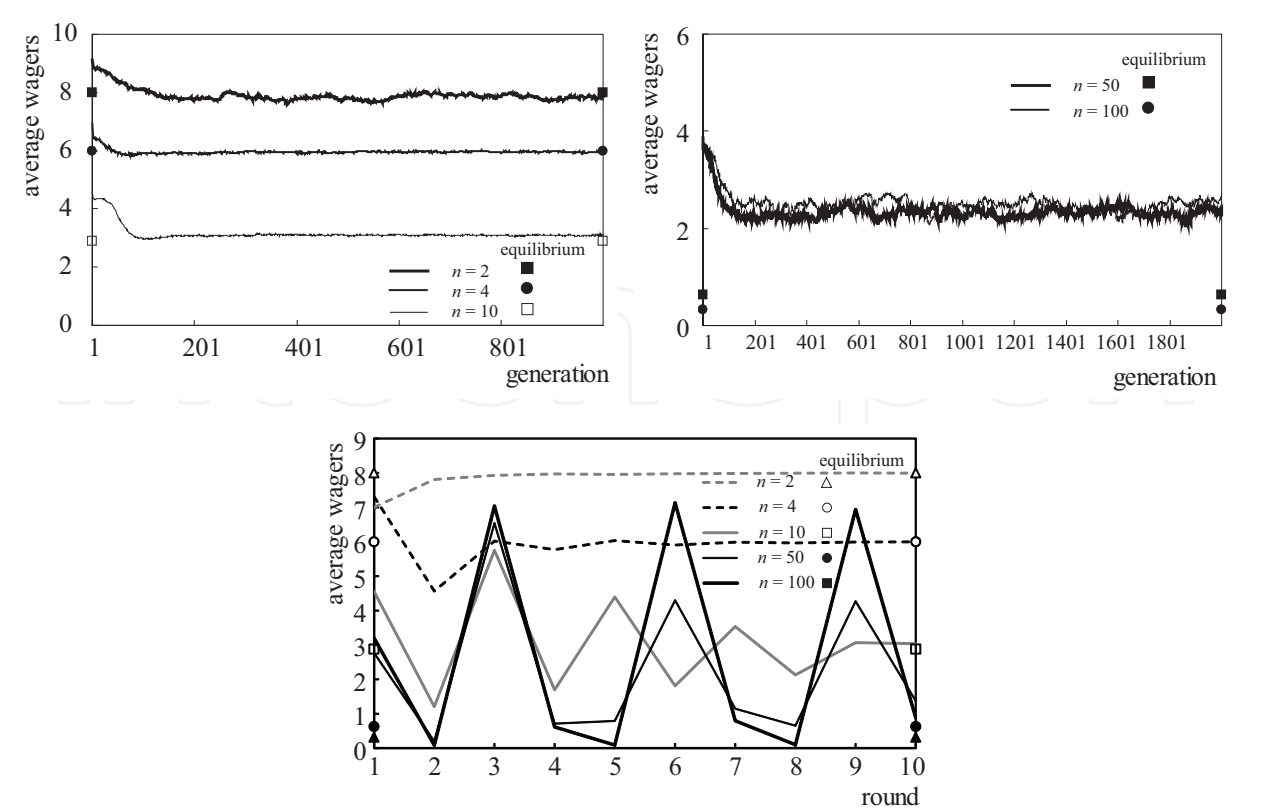 average wagers
10
8
6
4
2
0
equilibrium
n = 2
n = 4
n = 10
1 201 401 601 801
generation
average wagers
6
4
2
0
equilibrium
n = 50
n = 100
1 201 401 601 801 1001 1201 1401 1601 1801
generation
average wagers
9
8
7
6
5
4
3
2
1
0
equilibrium
n = 2
n = 4
n = 10
n = 50
n = 100
1 2 3 4 5 6 7 8 9 10
round